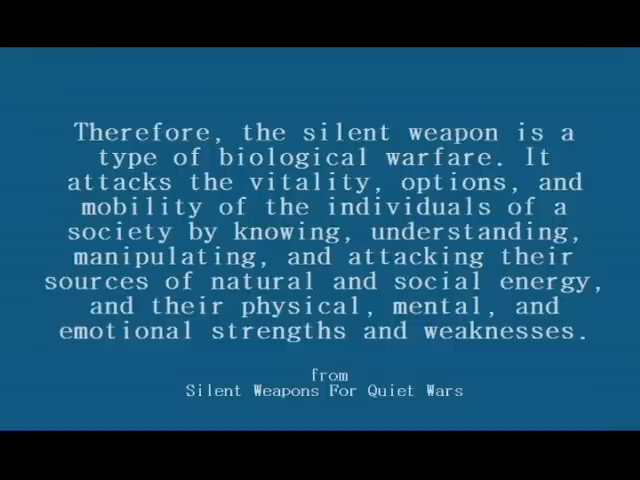 Therefore, the silent weapon is a
type of biological warfare. It
attacks the vitality, options, and
mobility of the individuals of a
society by knowing, understanding,
manipulating, and attacking their
sources of natural and social energy,
and their physical, mental, and
emotional strengths and weaknesses.
from
Silent Weapons For Quiet Wars